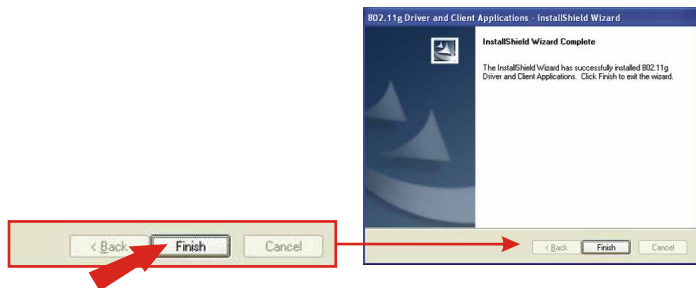 802.11g Driver and Client Applications - InstallShield Wizard
InstallShield Wizard Complete
The InstallShield Wizard has successfully installed 802.11g
Driver and Client Applications. Click Finish to exit the wizard.
< Back Finish Cancel
< Back Finish Cancel